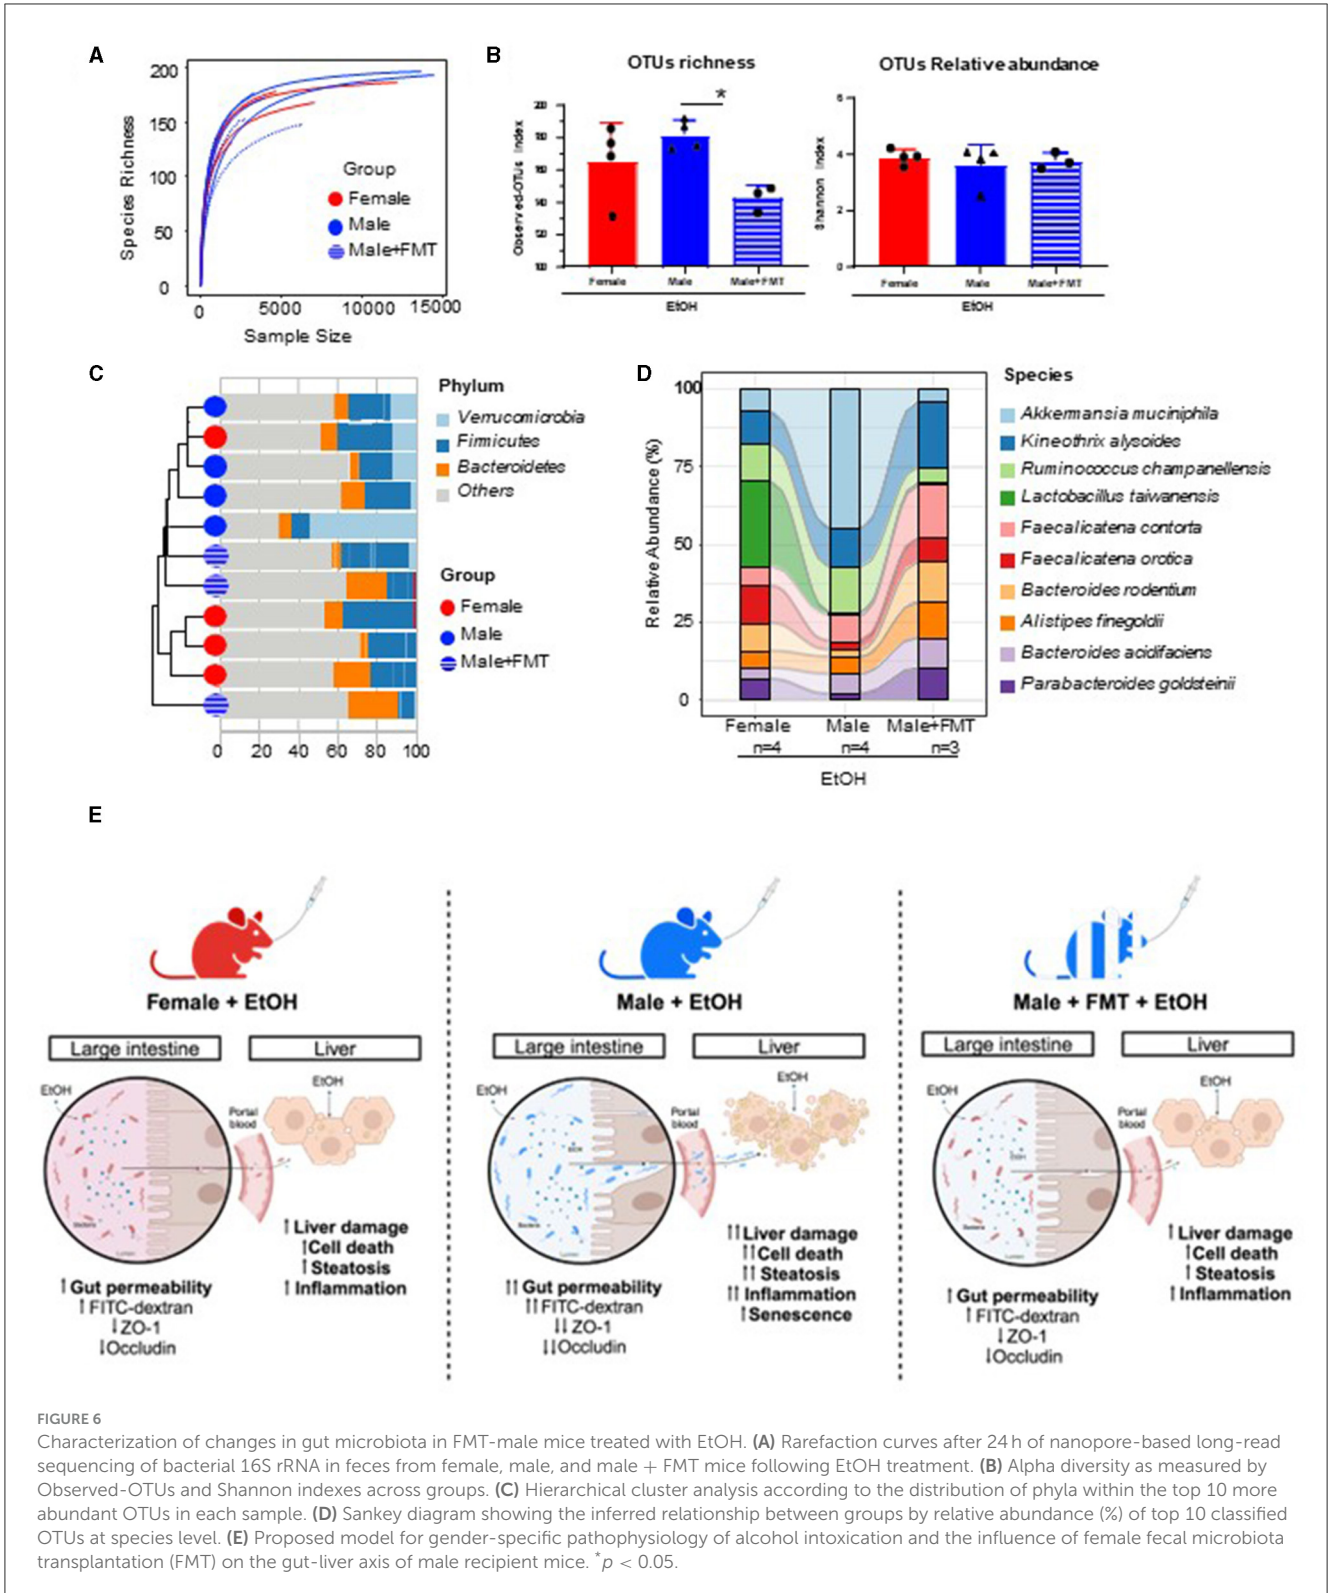 A
200
150
100
50
0
Species Richness
Group
Female
Male
Male+FMT
0 5000 10000 15000
Sample Size
B
OTUs richness
*
Observed-OTUs Index
200
180
160
140
120
100
Female Male Male+FMT
EtOH
OTUs Relative abundance
Shannon Index
6
4
2
0
Female Male Male+FMT
EtOH
C
0 20 40 60 80 100
Phylum
Verrucomicrobia
Firmicutes
Bacteroidetes
Others
Group
Female
Male
Male+FMT
D
Relative Abundance (%)
100
75
50
25
0
Female Male Male+FMT
n=4 n=4 n=3
EtOH
Species
Akkermansia muciniphila
Kineothrix alysoides
Ruminococcus champanellensis
Lactobacillus taiwanensis
Faecalicatena contorta
Faecalicatena orotica
Bacteroides rodentium
Alistipes finegoldii
Bacteroides acidifaciens
Parabacteroides goldsteinii
E
Female + EtOH
Large intestine Liver
EtOH
EtOH
Portal
blood
Bacteria
Lumen
↑ Liver damage
↑Cell death
↑ Steatosis
↑ Inflammation
↑ Gut permeability
↑ FITC-dextran
↓ZO-1
↓Occludin
Male + EtOH
Large intestine Liver
EtOH
EtOH
Portal
blood
EtOH
Bacteria
Lumen
↑↑ Liver damage
↑↑Cell death
↑↑ Steatosis
↑↑ Inflammation
↑Senescence
↑↑ Gut permeability
↑↑ FITC-dextran
↓↓ ZO-1
↓↓Occludin
Male + FMT + EtOH
Large intestine Liver
EtOH
EtOH
Portal
blood
EtOH
Bacteria
Lumen
↑ Liver damage
↑Cell death
↑ Steatosis
↑ Inflammation
↑ Gut permeability
↑ FITC-dextran
↓ZO-1
↓Occludin
FIGURE 6
Characterization of changes in gut microbiota in FMT-male mice treated with EtOH. (A) Rarefaction curves after 24 h of nanopore-based long-read
sequencing of bacterial 16S rRNA in feces from female, male, and male + FMT mice following EtOH treatment. (B) Alpha diversity as measured by
Observed-OTUs and Shannon indexes across groups. (C) Hierarchical cluster analysis according to the distribution of phyla within the top 10 more
abundant OTUs in each sample. (D) Sankey diagram showing the inferred relationship between groups by relative abundance (%) of top 10 classified
OTUs at species level. (E) Proposed model for gender-specific pathophysiology of alcohol intoxication and the influence of female fecal microbiota
transplantation (FMT) on the gut-liver axis of male recipient mice. *p < 0.05.